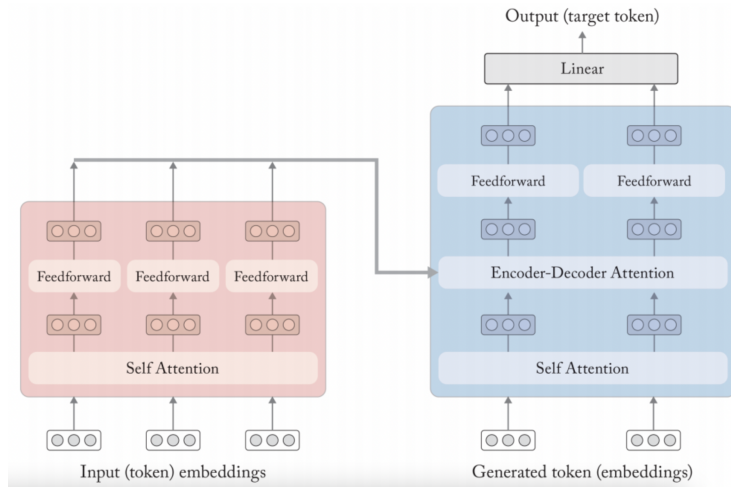 Output (target token)
Linear
Feedforward Feedforward
Feedforward Feedforward Feedforward
Encoder-Decoder Attention
Self Attention Self Attention
Input (token) embeddings Generated token (embeddings)